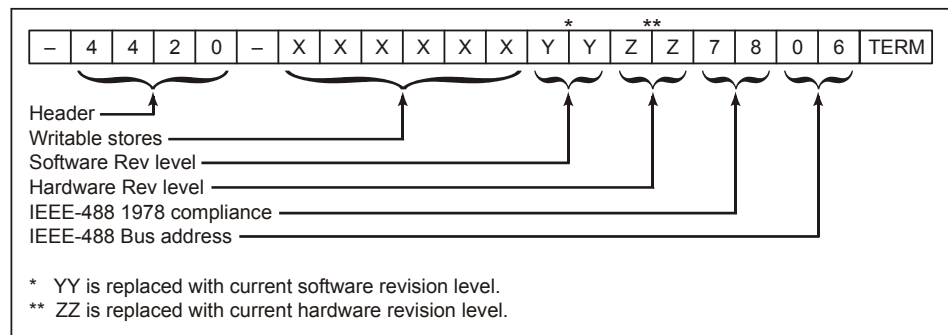 * **
– 4 4 2 0 – X X X X X X Y Y Z Z 7 8 0 6 TERM
Header
Writable stores
Software Rev level
Hardware Rev level
IEEE-488 1978 compliance
IEEE-488 Bus address
* YY is replaced with current software revision level.
** ZZ is replaced with current hardware revision level.